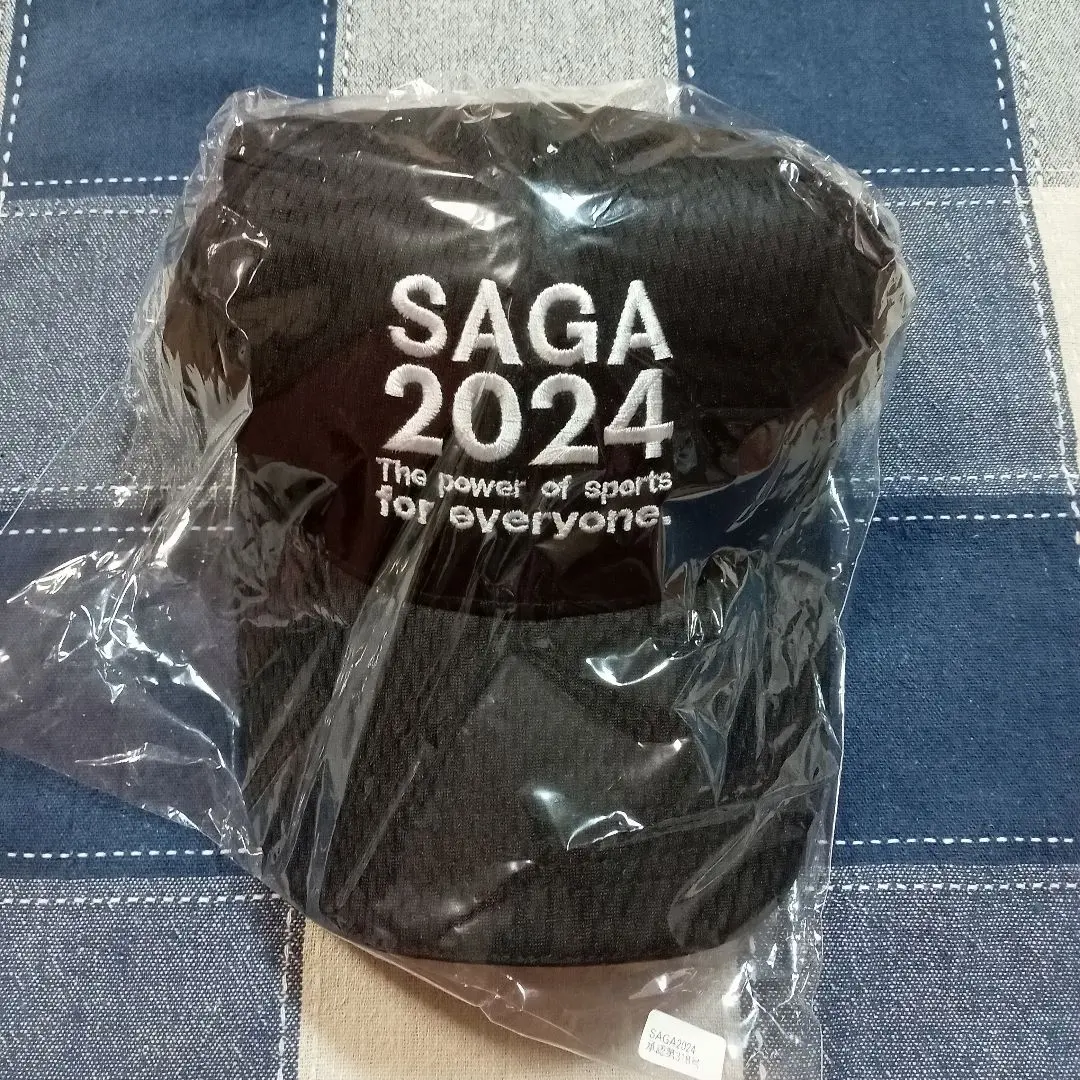 SAGA
2024
The power of sports
for everyone.
SAGA2024